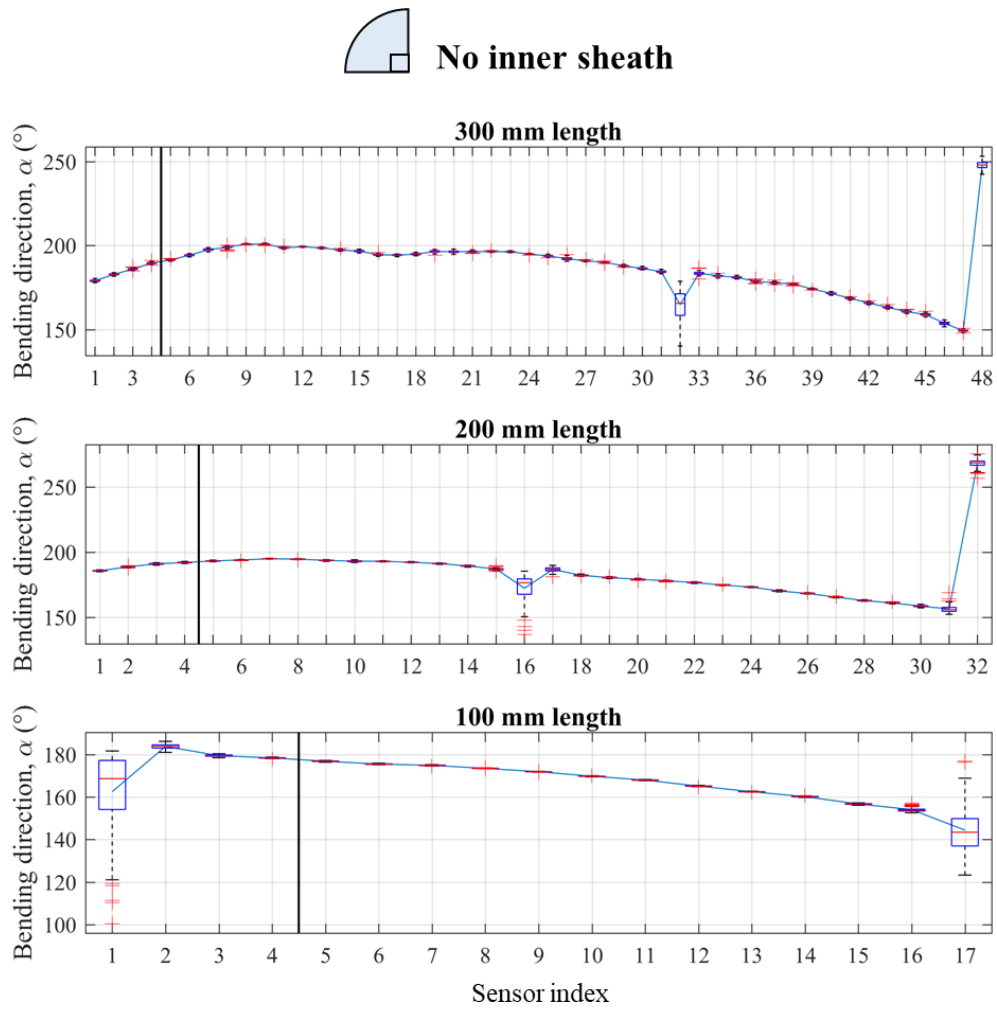 No inner sheath
300 mm length
Bending direction, α (°)
250
200
150
1 3 6 9 12 15 18 21 24 27 30 33 36 39 42 45 48
200 mm length
Bending direction, α (°)
250
200
150
1 2 4 6 8 10 12 14 16 18 20 22 24 26 28 30 32
100 mm length
Bending direction, α (°)
180
160
140
120
100
1 2 3 4 5 6 7 8 9 10 11 12 13 14 15 16 17
Sensor index